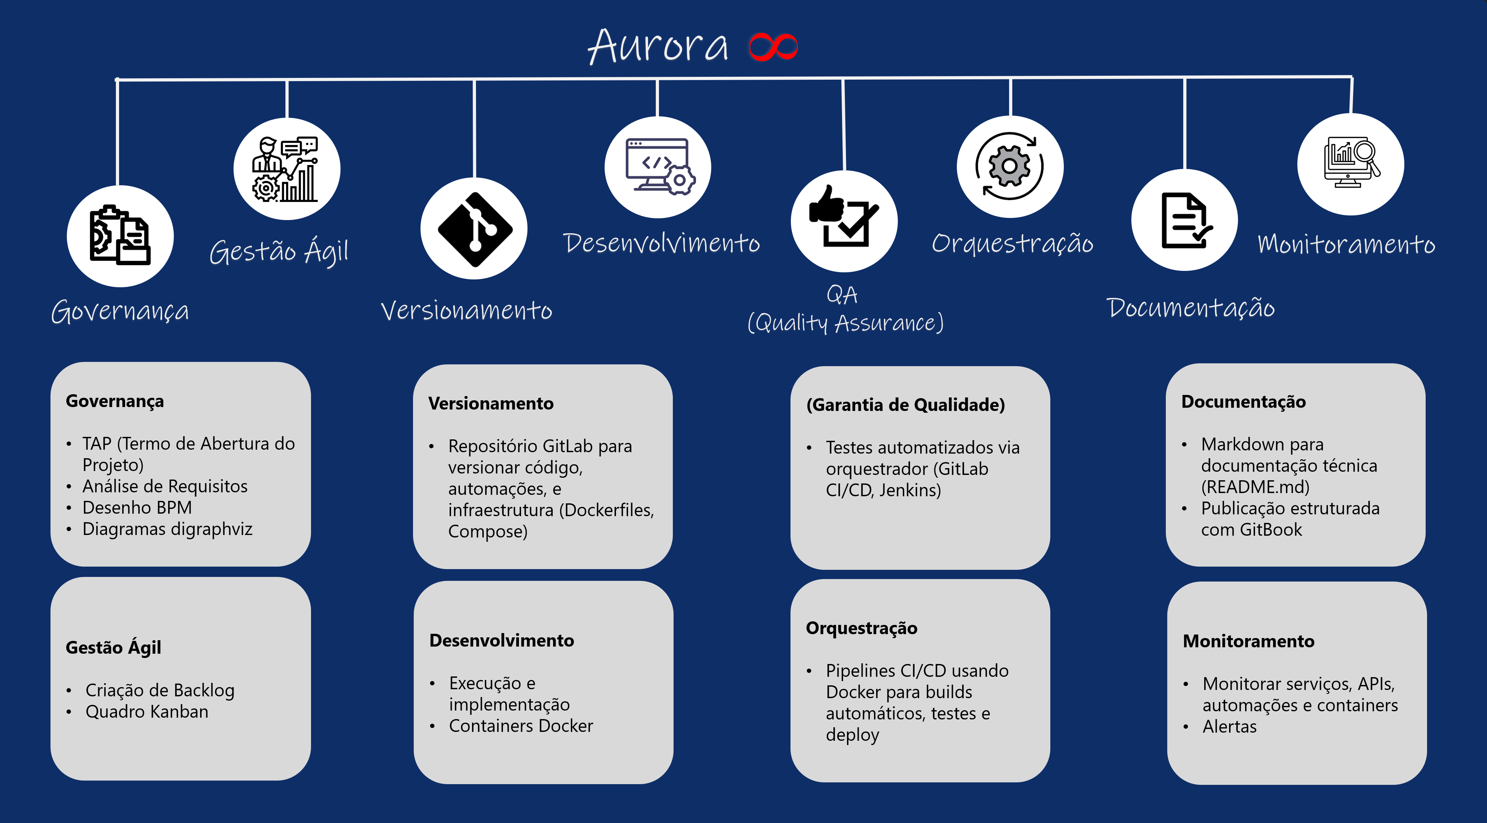 Aurora
Governança
Gestão Ágil
Versionamento
Desenvolvimento
QA
(Quality Assurance)
Orquestração
Documentação
Monitoramento
Governança
• TAP (Termo de Abertura do
Projeto)
• Análise de Requisitos
• Desenho BPM
• Diagramas digraphviz
Gestão Ágil
• Criação de Backlog
• Quadro Kanban
Versionamento
• Repositório GitLab para
versionar código,
automações, e
infraestrutura (Dockerfiles,
Compose)
Desenvolvimento
• Execução e
implementação
• Containers Docker
(Garantia de Qualidade)
• Testes automatizados via
orquestrador (GitLab
CI/CD, Jenkins)
Orquestração
• Pipelines CI/CD usando
Docker para builds
automáticos, testes e
deploy
Documentação
• Markdown para
documentação técnica
(README.md)
• Publicação estruturada
com GitBook
Monitoramento
• Monitorar serviços, APIs,
automações e containers
• Alertas